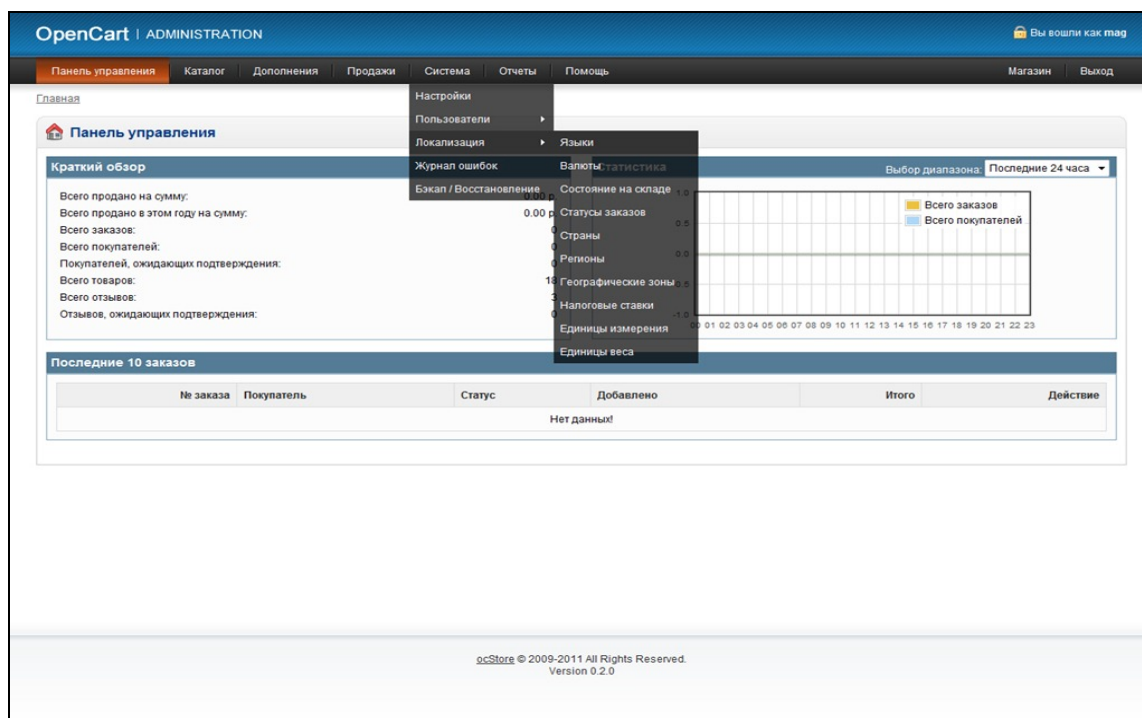 OpenCart | ADMINISTRATION
Вы вошли как mag
Панель управления Каталог Дополнения Продажи Система Отчеты Помощь Магазин Выход
Главная
Настройки
Пользователи
Локализация
Журнал ошибок
Бэкап / Восстановление
Языки
Валюты
Состояние на складе
Статусы заказов
Страны
Регионы
Географические зоны
Налоговые ставки
Единицы измерения
Единицы веса
Панель управления
Краткий обзор
Всего продано на сумму: 0.00 р
Всего продано в этом году на сумму: 0.00 р
Всего заказов: 0
Всего покупателей: 0
Покупателей, ожидающих подтверждения: 0
Всего товаров: 18
Всего отзывов: 3
Отзывов, ожидающих подтверждения: 0
Статистика
Выбор диапазона: Последние 24 часа
Всего заказов
Всего покупателей
1.0
0.5
0.0
-1.0
00 01 02 03 04 05 06 07 08 09 10 11 12 13 14 15 16 17 18 19 20 21 22 23
Последние 10 заказов
№ заказа Покупатель Статус Добавлено Итого Действие
Нет данных!
ocStore © 2009-2011 All Rights Reserved.
Version 0.2.0